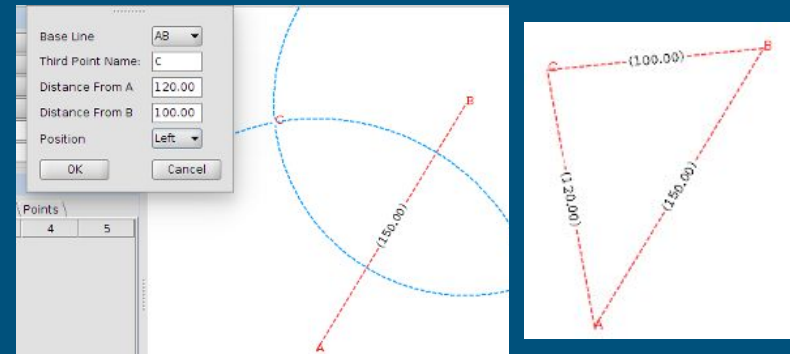 Base Line AB
Third Point Name: C
Distance From A 120.00
Distance From B 100.00
Position Left
OK Cancel
Points
4 5
C
B
(150.00)
A
C
B
(100.00)
(120.00)
(150.00)
A